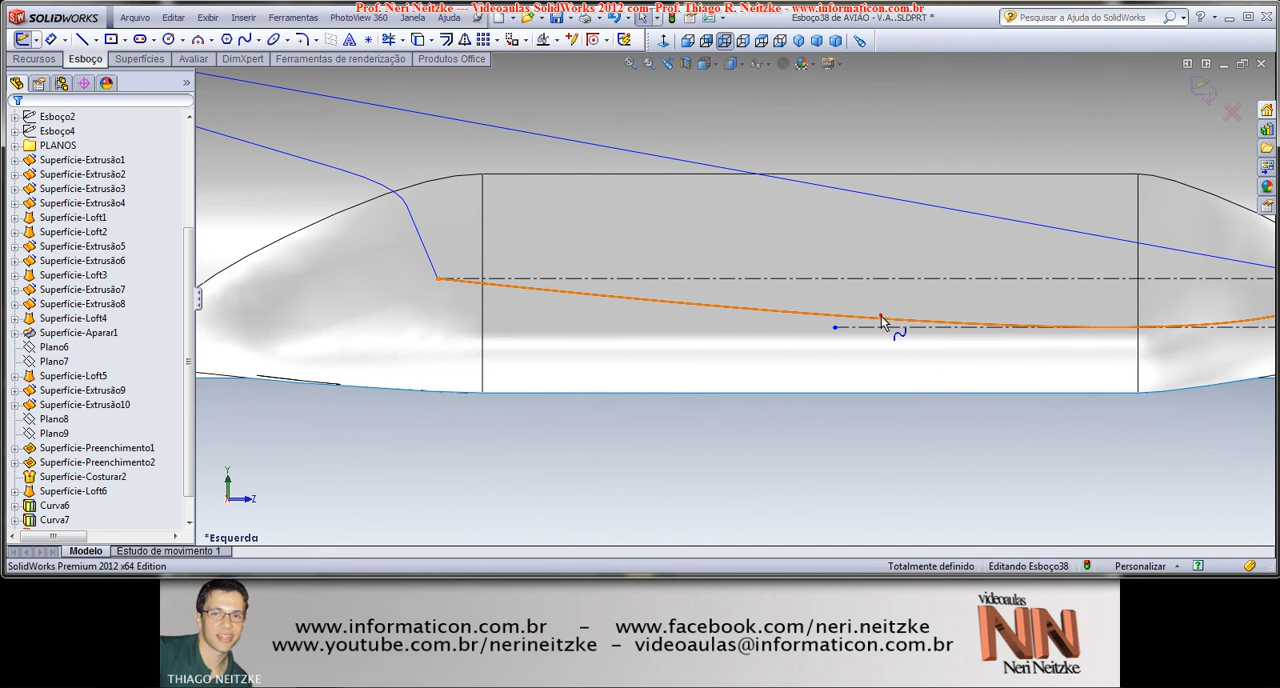 Prof. Neri Neitzke --- Videoaulas SolidWorks 2012 com Prof. Thiago R. Neitzke - www.informaticon.com.br
SOLIDWORKS
Arquivo Editar Exibir Inserir Ferramentas PhotoView 360 Janela Ajuda
Esboço38 de AVIÃO - V.A..SLDPRT *
Pesquisar a Ajuda do SolidWorks
Recursos Esboço Superfícies Avaliar DimXpert Ferramentas de renderização Produtos Office
Esboço2
Esboço4
PLANOS
Superfície-Extrusão1
Superfície-Extrusão2
Superfície-Extrusão3
Superfície-Extrusão4
Superfície-Loft1
Superfície-Loft2
Superfície-Extrusão5
Superfície-Extrusão6
Superfície-Loft3
Superfície-Extrusão7
Superfície-Extrusão8
Superfície-Loft4
Superfície-Aparar1
Plano6
Plano7
Superfície-Loft5
Superfície-Extrusão9
Superfície-Extrusão10
Plano8
Plano9
Superfície-Preenchimento1
Superfície-Preenchimento2
Superfície-Costurar2
Superfície-Loft6
Curva6
Curva7
Y
Z
*Esquerda
Modelo Estudo de movimento 1
SolidWorks Premium 2012 x64 Edition
Totalmente definido Editando Esboço38 Personalizar
www.informaticon.com.br - www.facebook.com/neri.neitzke
www.youtube.com.br/nerineitzke - videoaulas@informaticon.com.br
THIAGO NEITZKE
videoaulas
NN
Neri Neitzke